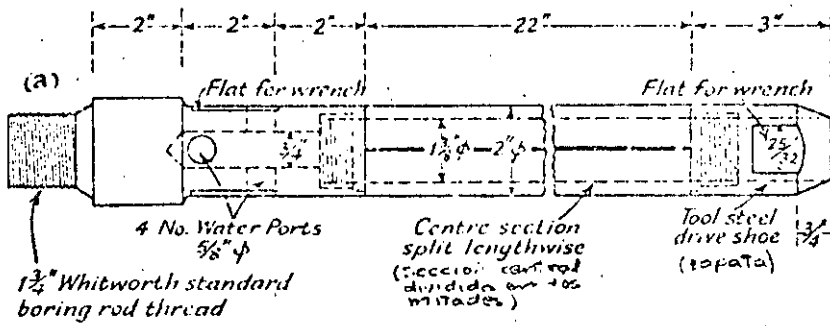 2" 2" 2" 22" 3"
(a)
Flat for wrench
Flat for wrench
3/4"
1 3/8" ϕ
2" ϕ
25/32
4 No. Water Ports
5/8" ϕ
Centre section
split lengthwise
(seccion central
dividida en dos
mitades)
Tool steel
drive shoe
(zapata)
3/4"
1 3/4" Whitworth standard
boring rod thread